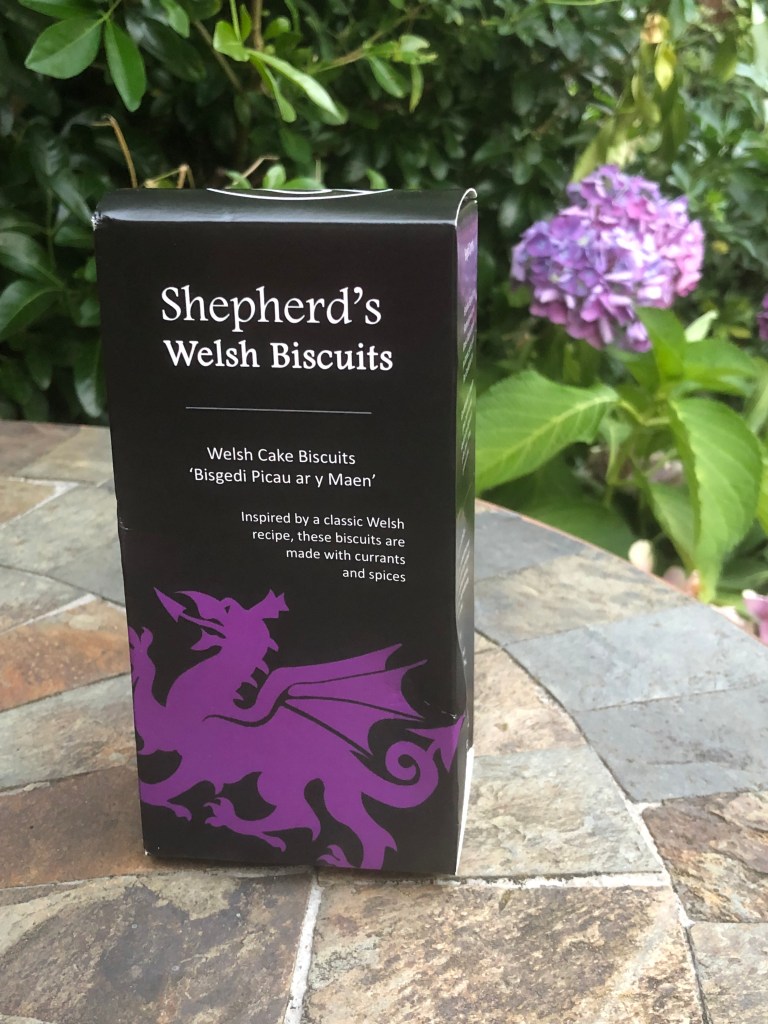 Shepherd's
Welsh Biscuits
Welsh Cake Biscuits
'Bisgedi Picau ar y Maen'
Inspired by a classic Welsh
recipe, these biscuits are
made with currants
and spices